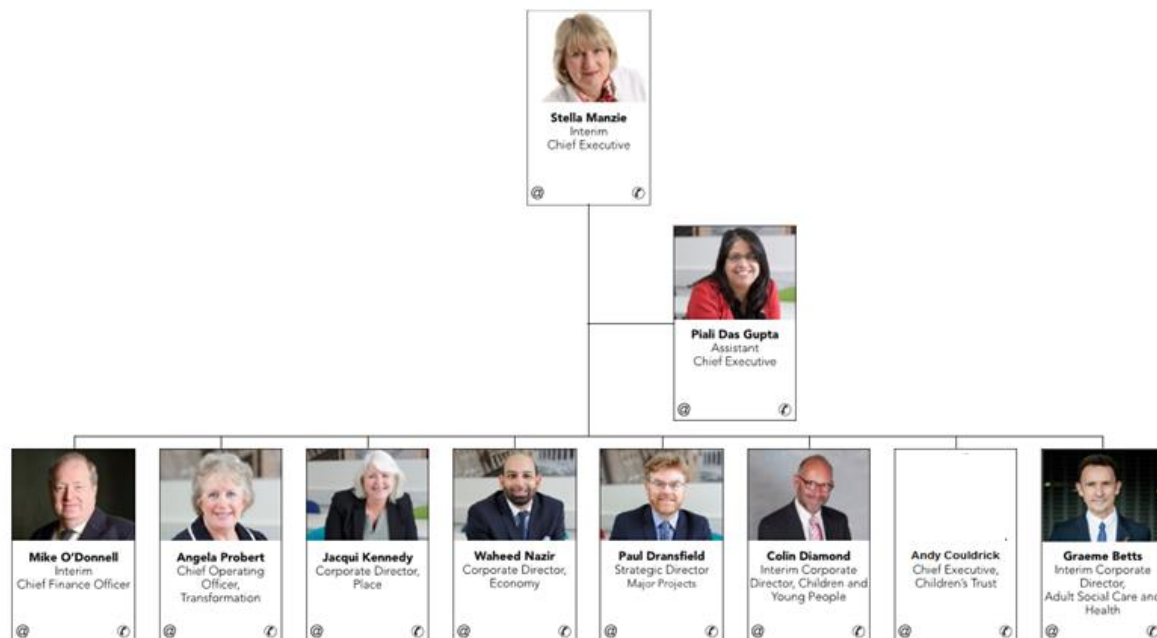 Stella Manzie
Interim
Chief Executive
@ ✆
Piali Das Gupta
Assistant
Chief Executive
@ ✆
Mike O'Donnell
Interim
Chief Finance Officer
@ ✆
Angela Probert
Chief Operating
Officer,
Transformation
@ ✆
Jacqui Kennedy
Corporate Director,
Place
@ ✆
Waheed Nazir
Corporate Director,
Economy
@ ✆
Paul Dransfield
Strategic Director
Major Projects
@ ✆
Colin Diamond
Interim Corporate
Director, Children and
Young People
@ ✆
Andy Couldrick
Chief Executive,
Children's Trust
@ ✆
Graeme Betts
Interim Corporate
Director,
Adult Social Care and
Health
@ ✆